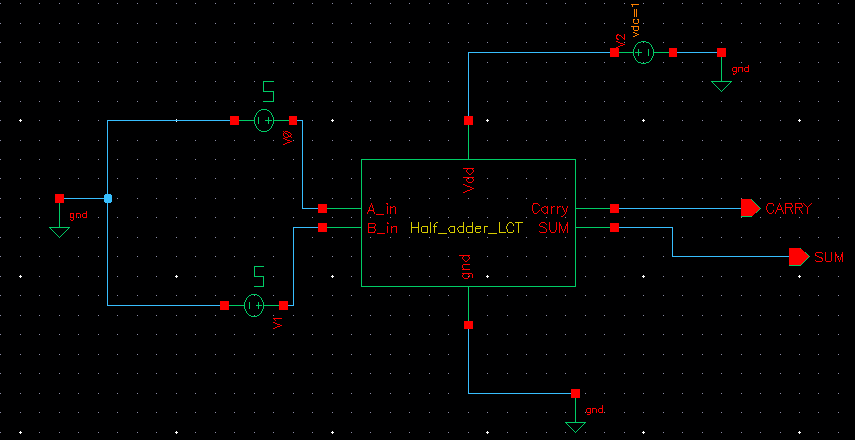 V2
vdc=1
gnd
V0
Vdd
gnd
A_in
Carry
CARRY
B_in
Half_adder_LCT
SUM
SUM
gnd
V1
gnd